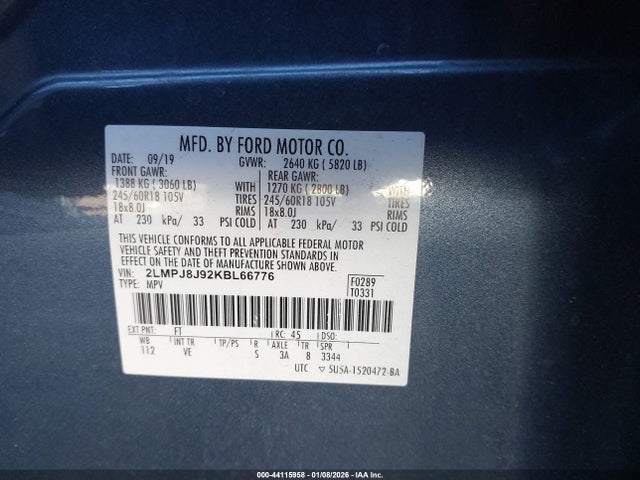 MFD. BY FORD MOTOR CO.
DATE: 09/19 GVWR: 2640 KG ( 5820 LB)
FRONT GAWR: REAR GAWR:
1388 KG ( 3060 LB) WITH 1270 KG ( 2800 LB) WITH
245/60R18 105V TIRES 245/60R18 105V TIRES
18x8.0J RIMS 18x8.0J RIMS
AT 230 kPa/ 33 PSI COLD AT 230 kPa/ 33 PSI COLD
THIS VEHICLE CONFORMS TO ALL APPLICABLE FEDERAL MOTOR
VEHICLE SAFETY AND THEFT PREVENTION STANDARDS IN
EFFECT ON THE DATE OF MANUFACTURE SHOWN ABOVE.
VIN: 2LMPJ8J92KBL66776 F0289
TYPE: MPV T0331
EXT PNT: FT RC: 45 DSO:
WB INT TR TP/PS R AXLE TR SPR
112 VE S 3A 8 3344
UTC ▽ 5U5A-1520472-BA
000-44115958 - 01/08/2026 - IAA Inc.